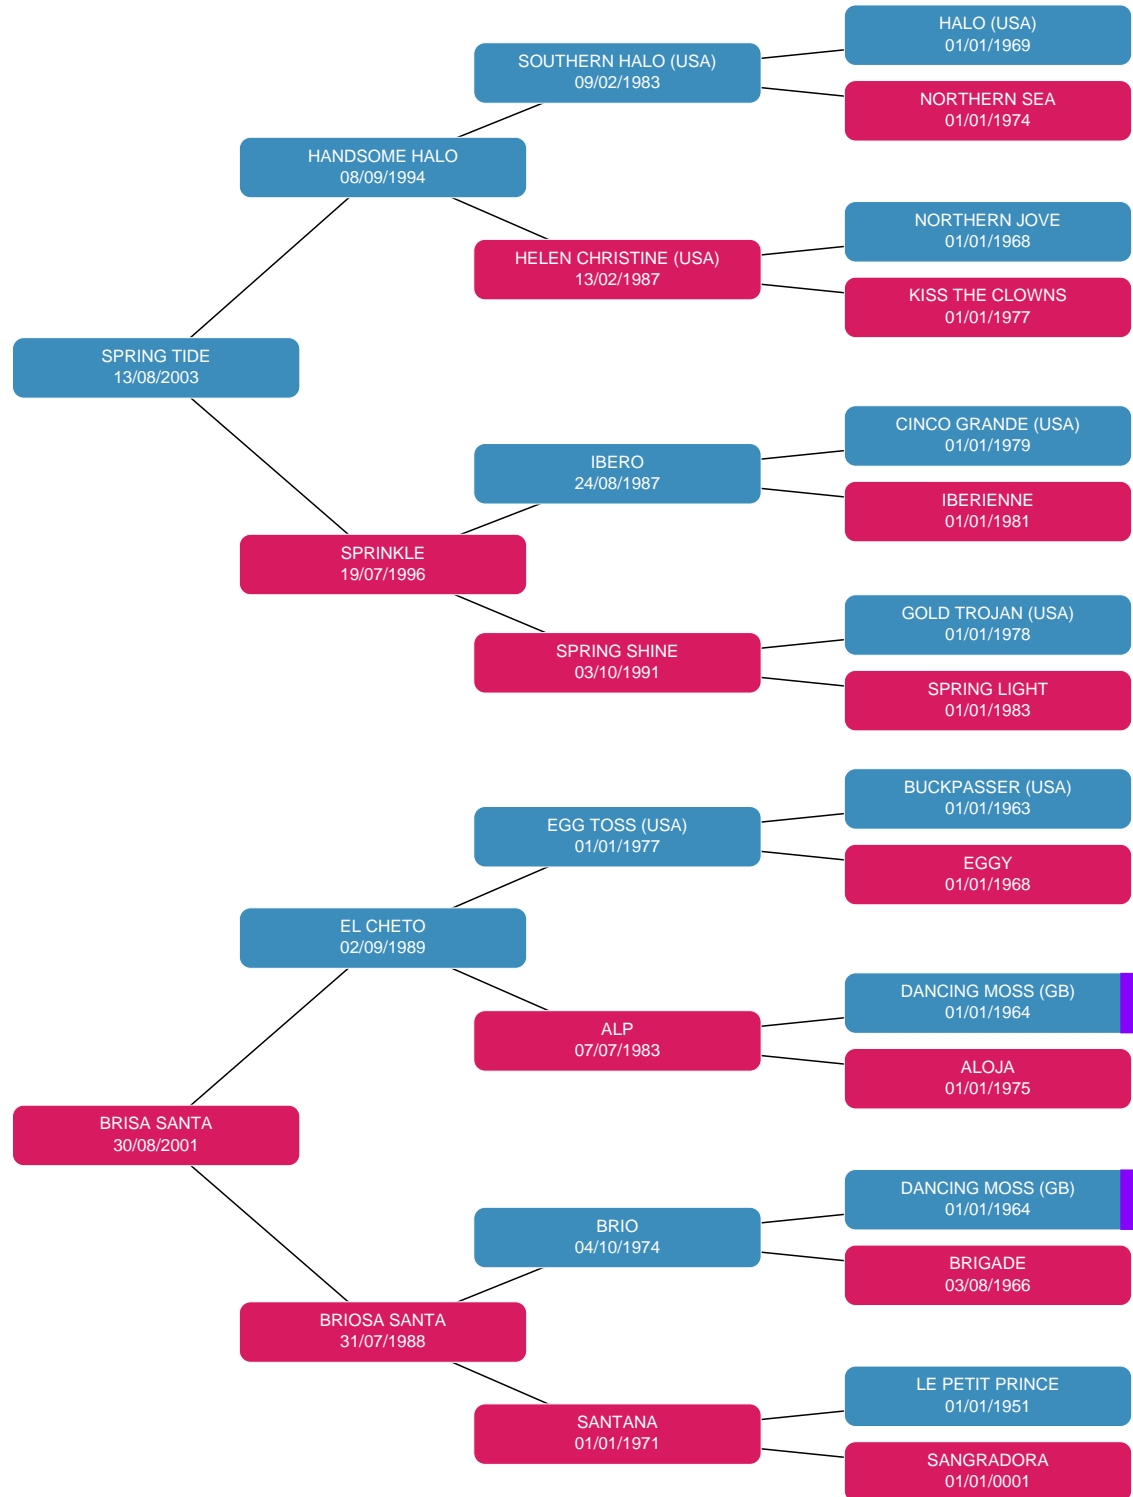 HALO (USA)
01/01/1969
SOUTHERN HALO (USA)
09/02/1983
NORTHERN SEA
01/01/1974
HANDSOME HALO
08/09/1994
NORTHERN JOVE
01/01/1968
HELEN CHRISTINE (USA)
13/02/1987
KISS THE CLOWNS
01/01/1977
SPRING TIDE
13/08/2003
CINCO GRANDE (USA)
01/01/1979
IBERO
24/08/1987
IBERIENNE
01/01/1981
SPRINKLE
19/07/1996
GOLD TROJAN (USA)
01/01/1978
SPRING SHINE
03/10/1991
SPRING LIGHT
01/01/1983
BUCKPASSER (USA)
01/01/1963
EGG TOSS (USA)
01/01/1977
EGGY
01/01/1968
EL CHETO
02/09/1989
DANCING MOSS (GB)
01/01/1964
ALP
07/07/1983
ALOJA
01/01/1975
BRISA SANTA
30/08/2001
DANCING MOSS (GB)
01/01/1964
BRIO
04/10/1974
BRIGADE
03/08/1966
BRIOSA SANTA
31/07/1988
LE PETIT PRINCE
01/01/1951
SANTANA
01/01/1971
SANGRADORA
01/01/0001